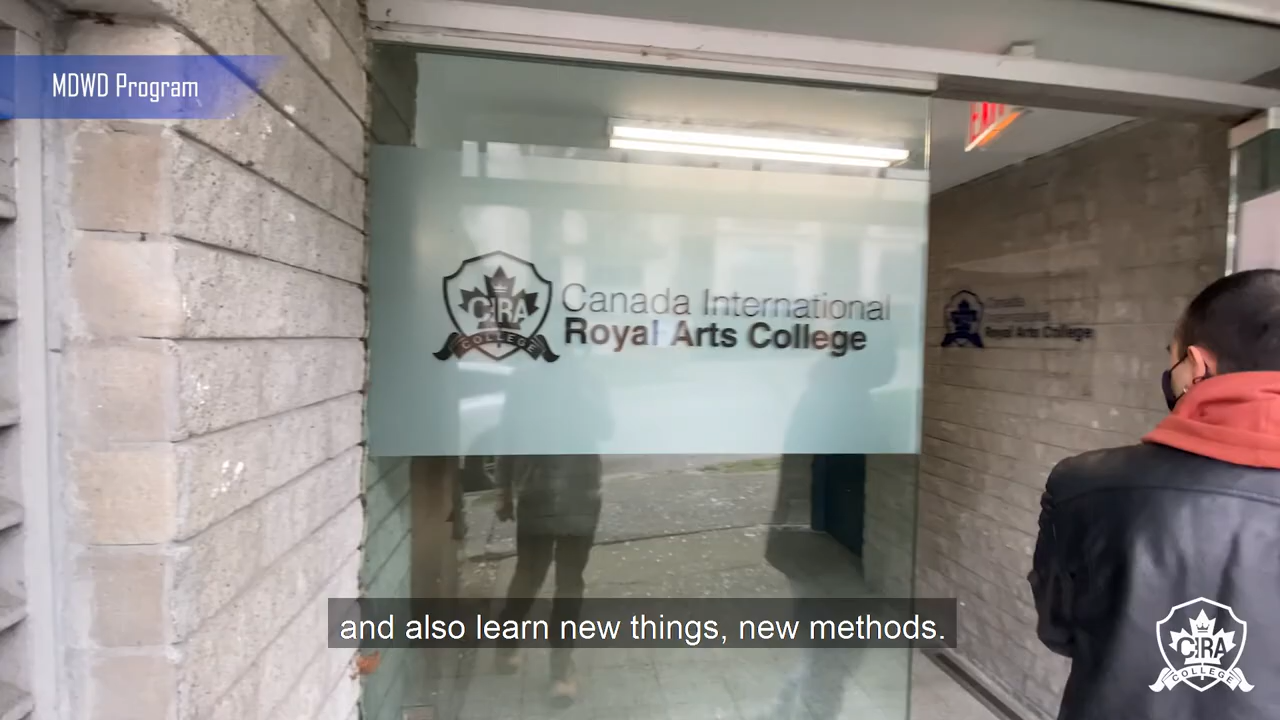 MDWD Program
EXIT
CIRA
COLLEGE
Canada International
Royal Arts College
Canada
Royal Arts College
and also learn new things, new methods.
CIRA
COLLEGE